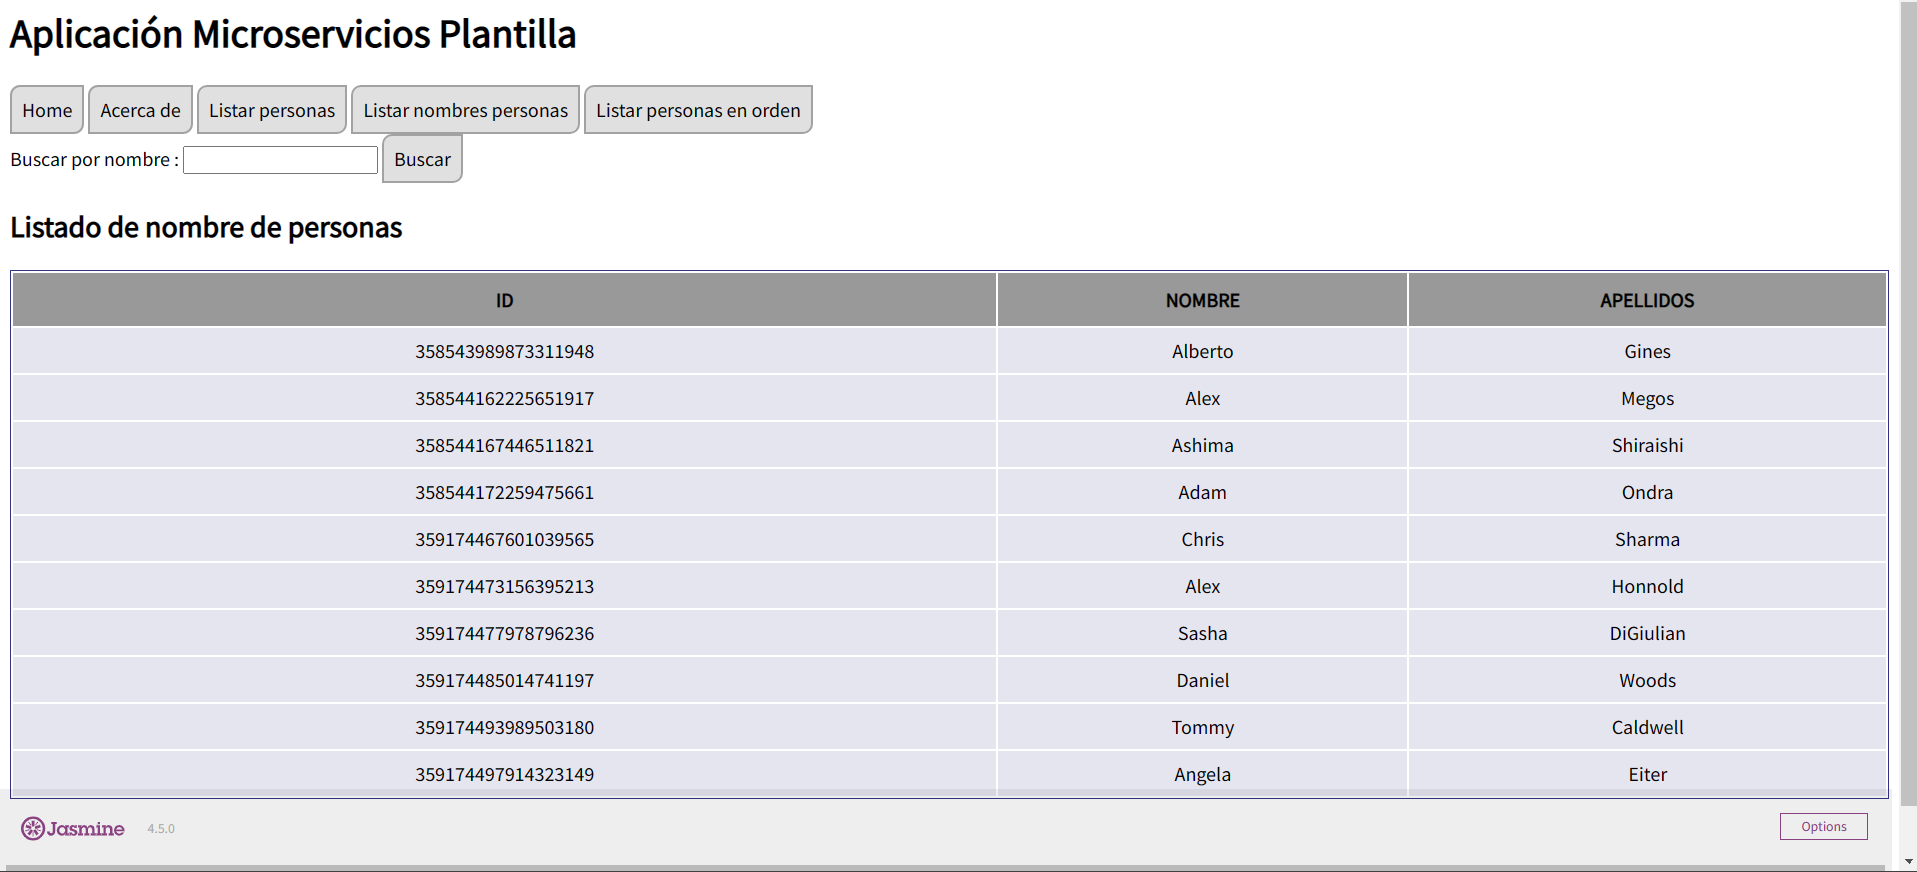 Aplicación Microservicios Plantilla
Home Acerca de Listar personas Listar nombres personas Listar personas en orden
Buscar por nombre : Buscar
Listado de nombre de personas
ID NOMBRE APELLIDOS
358543989873311948 Alberto Gines
358544162225651917 Alex Megos
358544167446511821 Ashima Shiraishi
358544172259475661 Adam Ondra
359174467601039565 Chris Sharma
359174473156395213 Alex Honnold
359174477978796236 Sasha DiGiulian
359174485014741197 Daniel Woods
359174493989503180 Tommy Caldwell
359174497914323149 Angela Eiter
Jasmine 4.5.0 Options